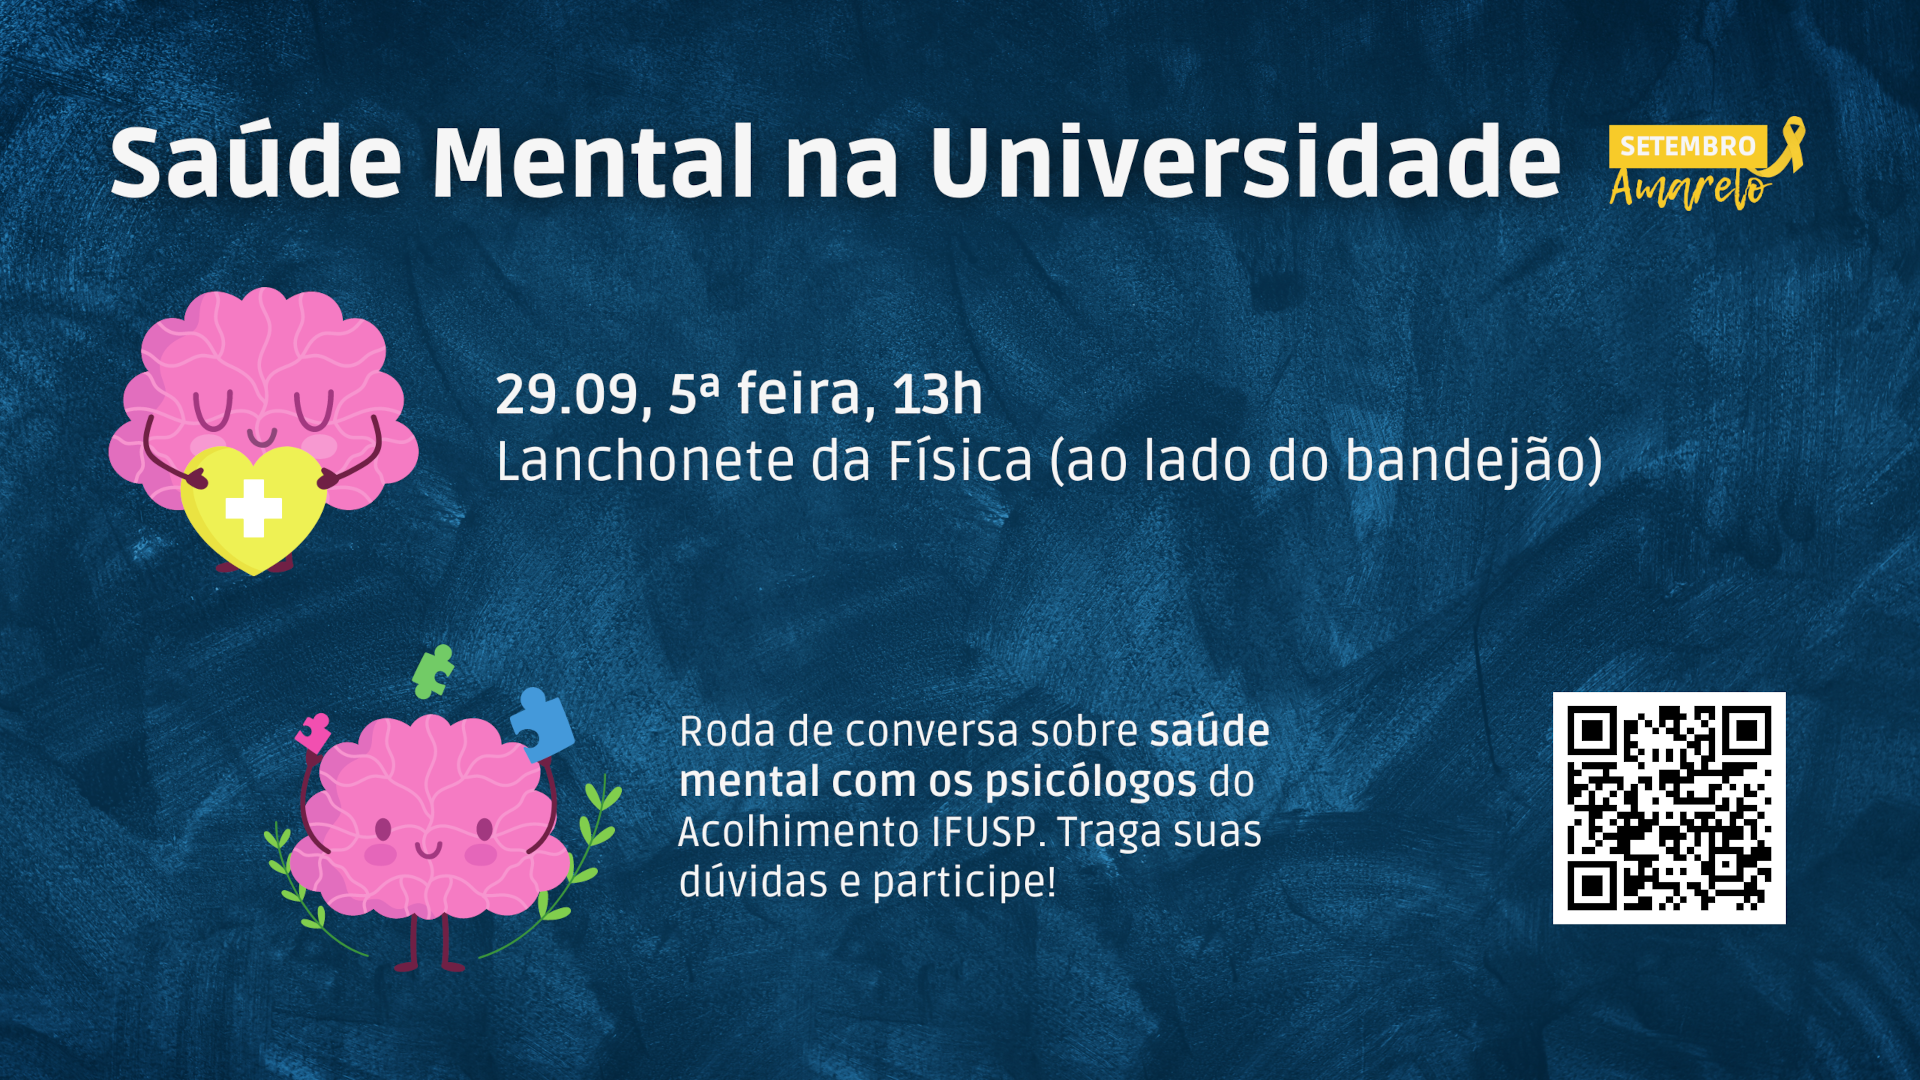 Saúde Mental na Universidade
SETEMBRO
Amarelo
29.09, 5ª feira, 13h
Lanchonete da Física (ao lado do bandejão)
Roda de conversa sobre saúde
mental com os psicólogos do
Acolhimento IFUSP. Traga suas
dúvidas e participe!